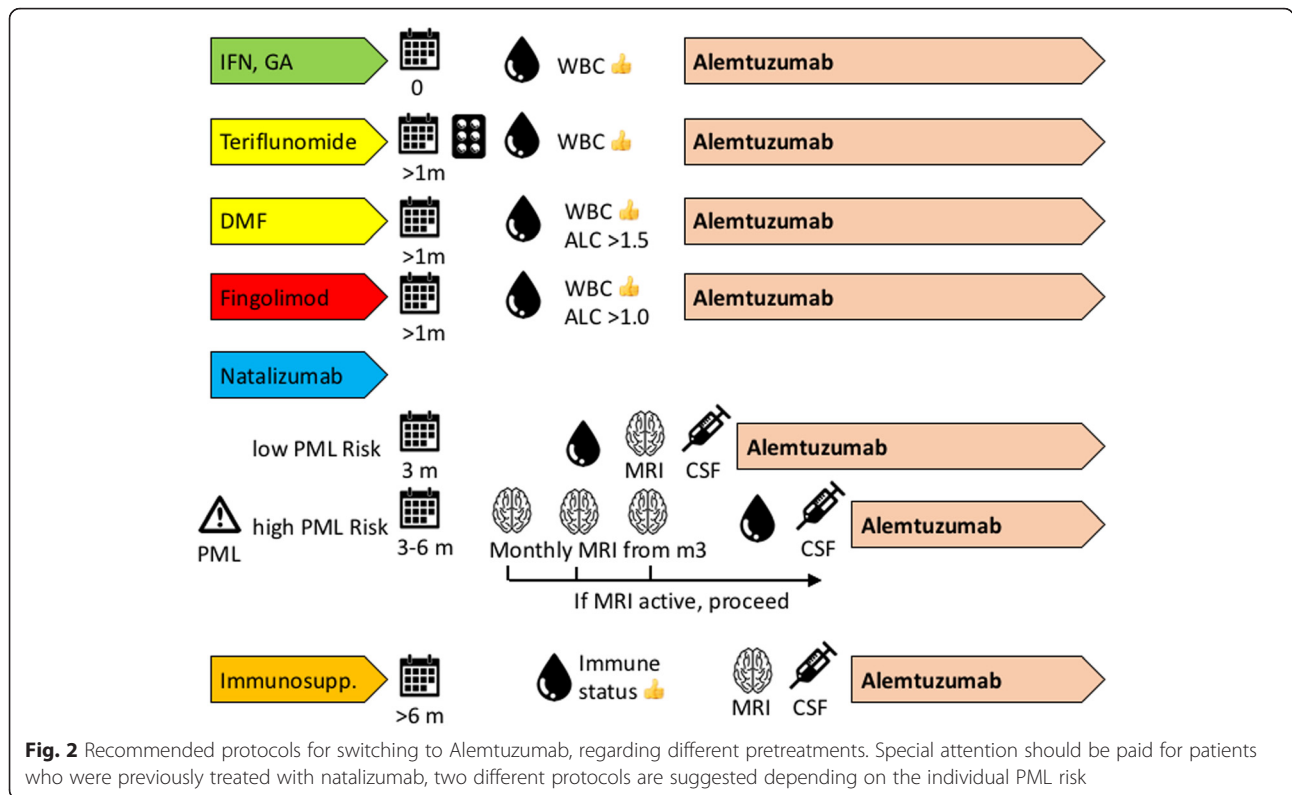 IFN, GA
0
WBC
Alemtuzumab
Teriflunomide
>1m
WBC
Alemtuzumab
DMF
>1m
WBC
ALC >1.5
Alemtuzumab
Fingolimod
>1m
WBC
ALC >1.0
Alemtuzumab
Natalizumab
low PML Risk
3 m
MRI
CSF
Alemtuzumab
PML
high PML Risk
3-6 m
Monthly MRI from m3
If MRI active, proceed
CSF
Alemtuzumab
Immunosupp.
>6 m
Immune
status
MRI
CSF
Alemtuzumab
Fig. 2 Recommended protocols for switching to Alemtuzumab, regarding different pretreatments. Special attention should be paid for patients
who were previously treated with natalizumab, two different protocols are suggested depending on the individual PML risk